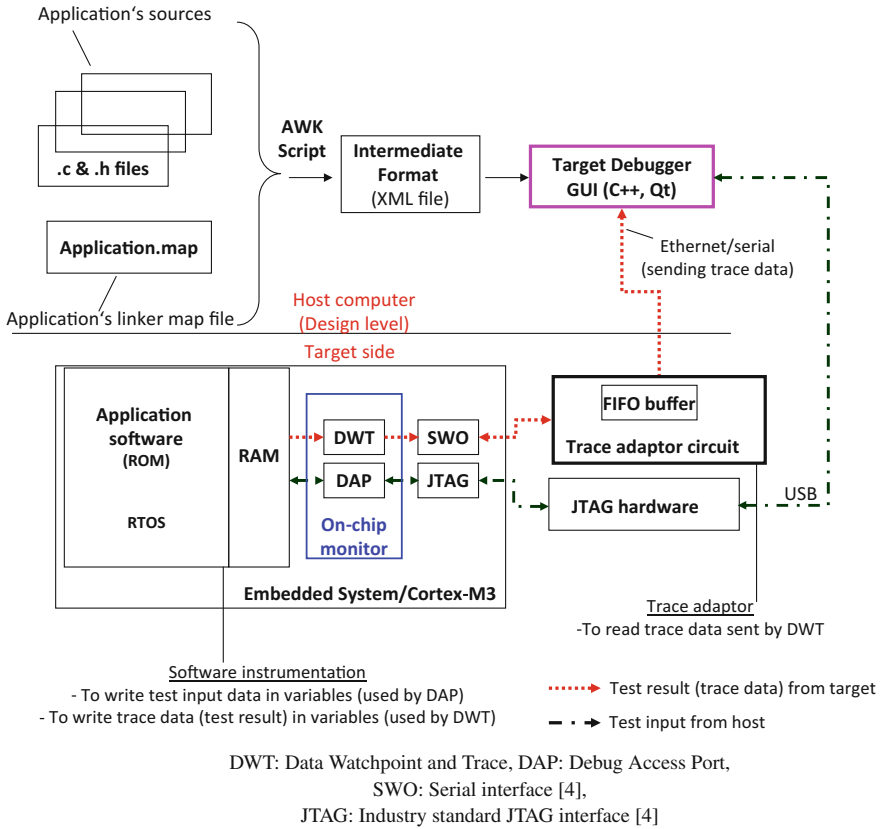 Application's sources
.c & .h files
AWK
Script
Intermediate
Format
(XML file)
Target Debugger
GUI (C++, Qt)
Application.map
Ethernet/serial
(sending trace data)
Application's linker map file
Host computer
(Design level)
Target side
Application
software
(ROM)
RTOS
RAM
DWT
SWO
DAP
JTAG
On-chip
monitor
Embedded System/Cortex-M3
FIFO buffer
Trace adaptor circuit
JTAG hardware
USB
Trace adaptor
-To read trace data sent by DWT
Software instrumentation
- To write test input data in variables (used by DAP)
- To write trace data (test result) in variables (used by DWT)
Test result (trace data) from target
Test input from host
DWT: Data Watchpoint and Trace, DAP: Debug Access Port,
SWO: Serial interface [4],
JTAG: Industry standard JTAG interface [4]